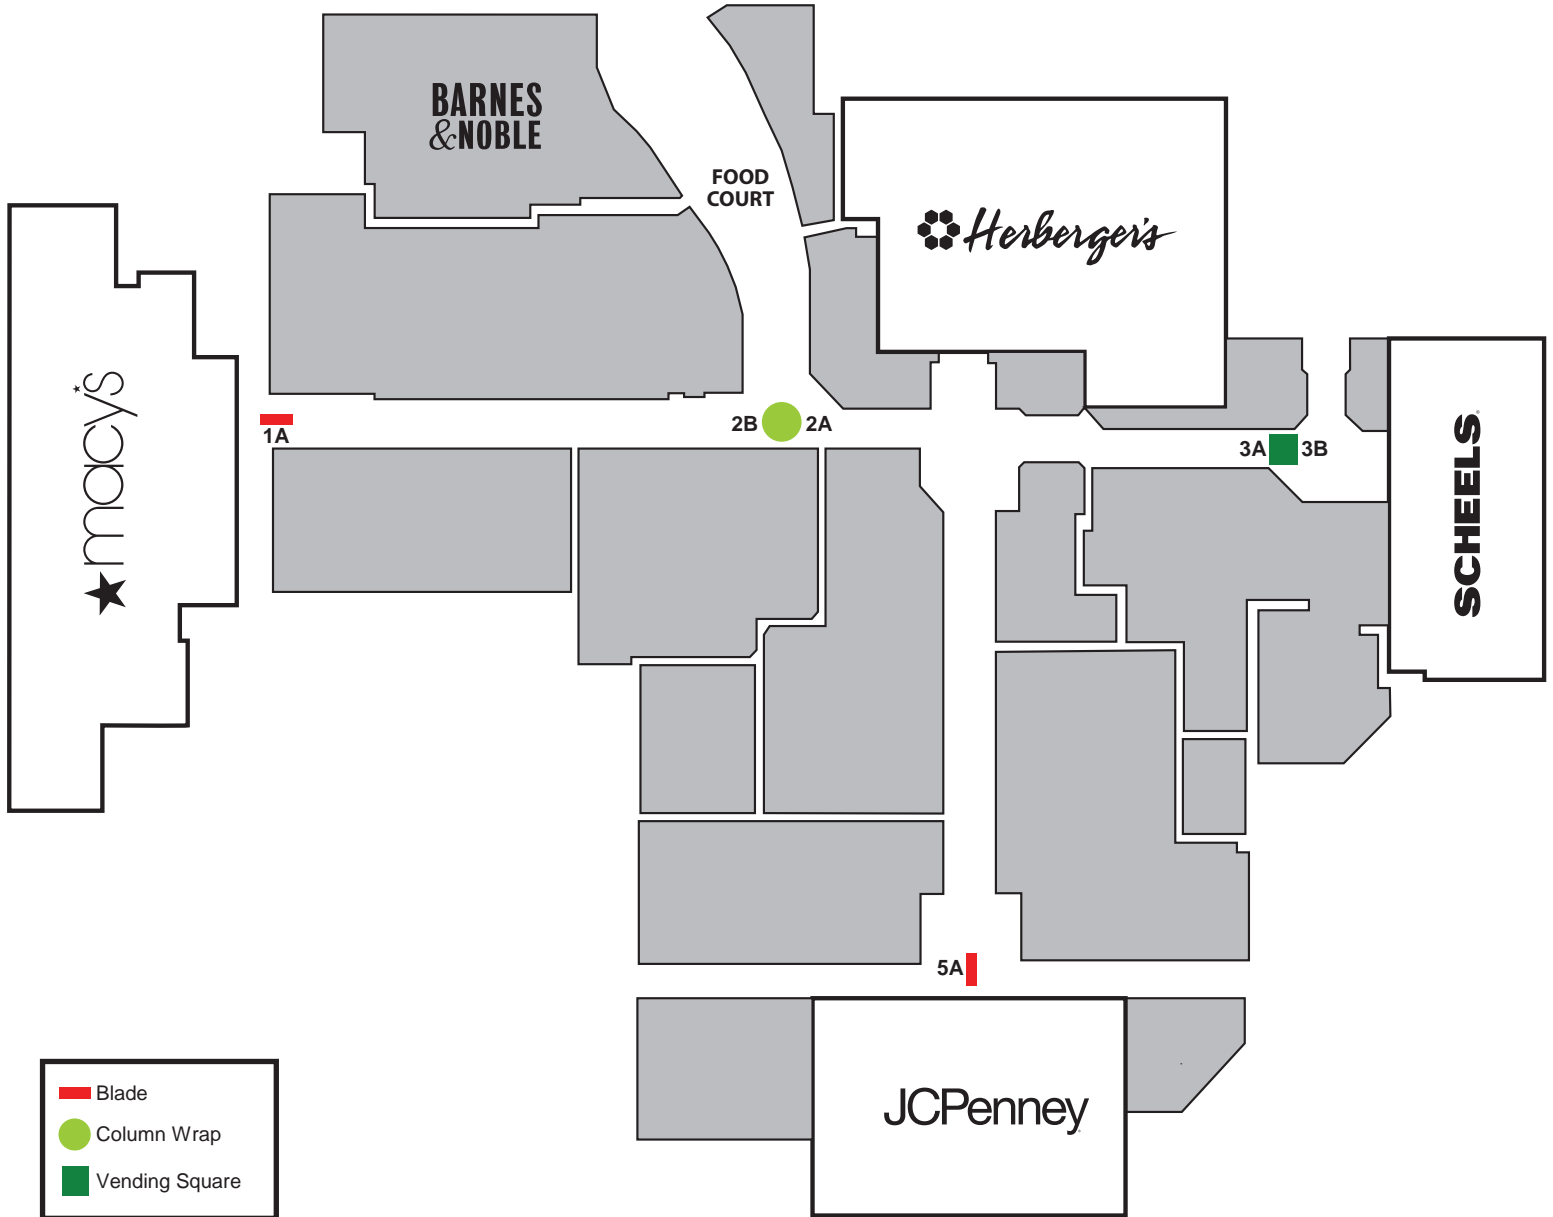 BARNES
&NOBLE
FOOD
COURT
Herberger's
macy's
1A
2B
2A
3A
3B
SCHEELS
5A
JCPenney
Blade
Column Wrap
Vending Square